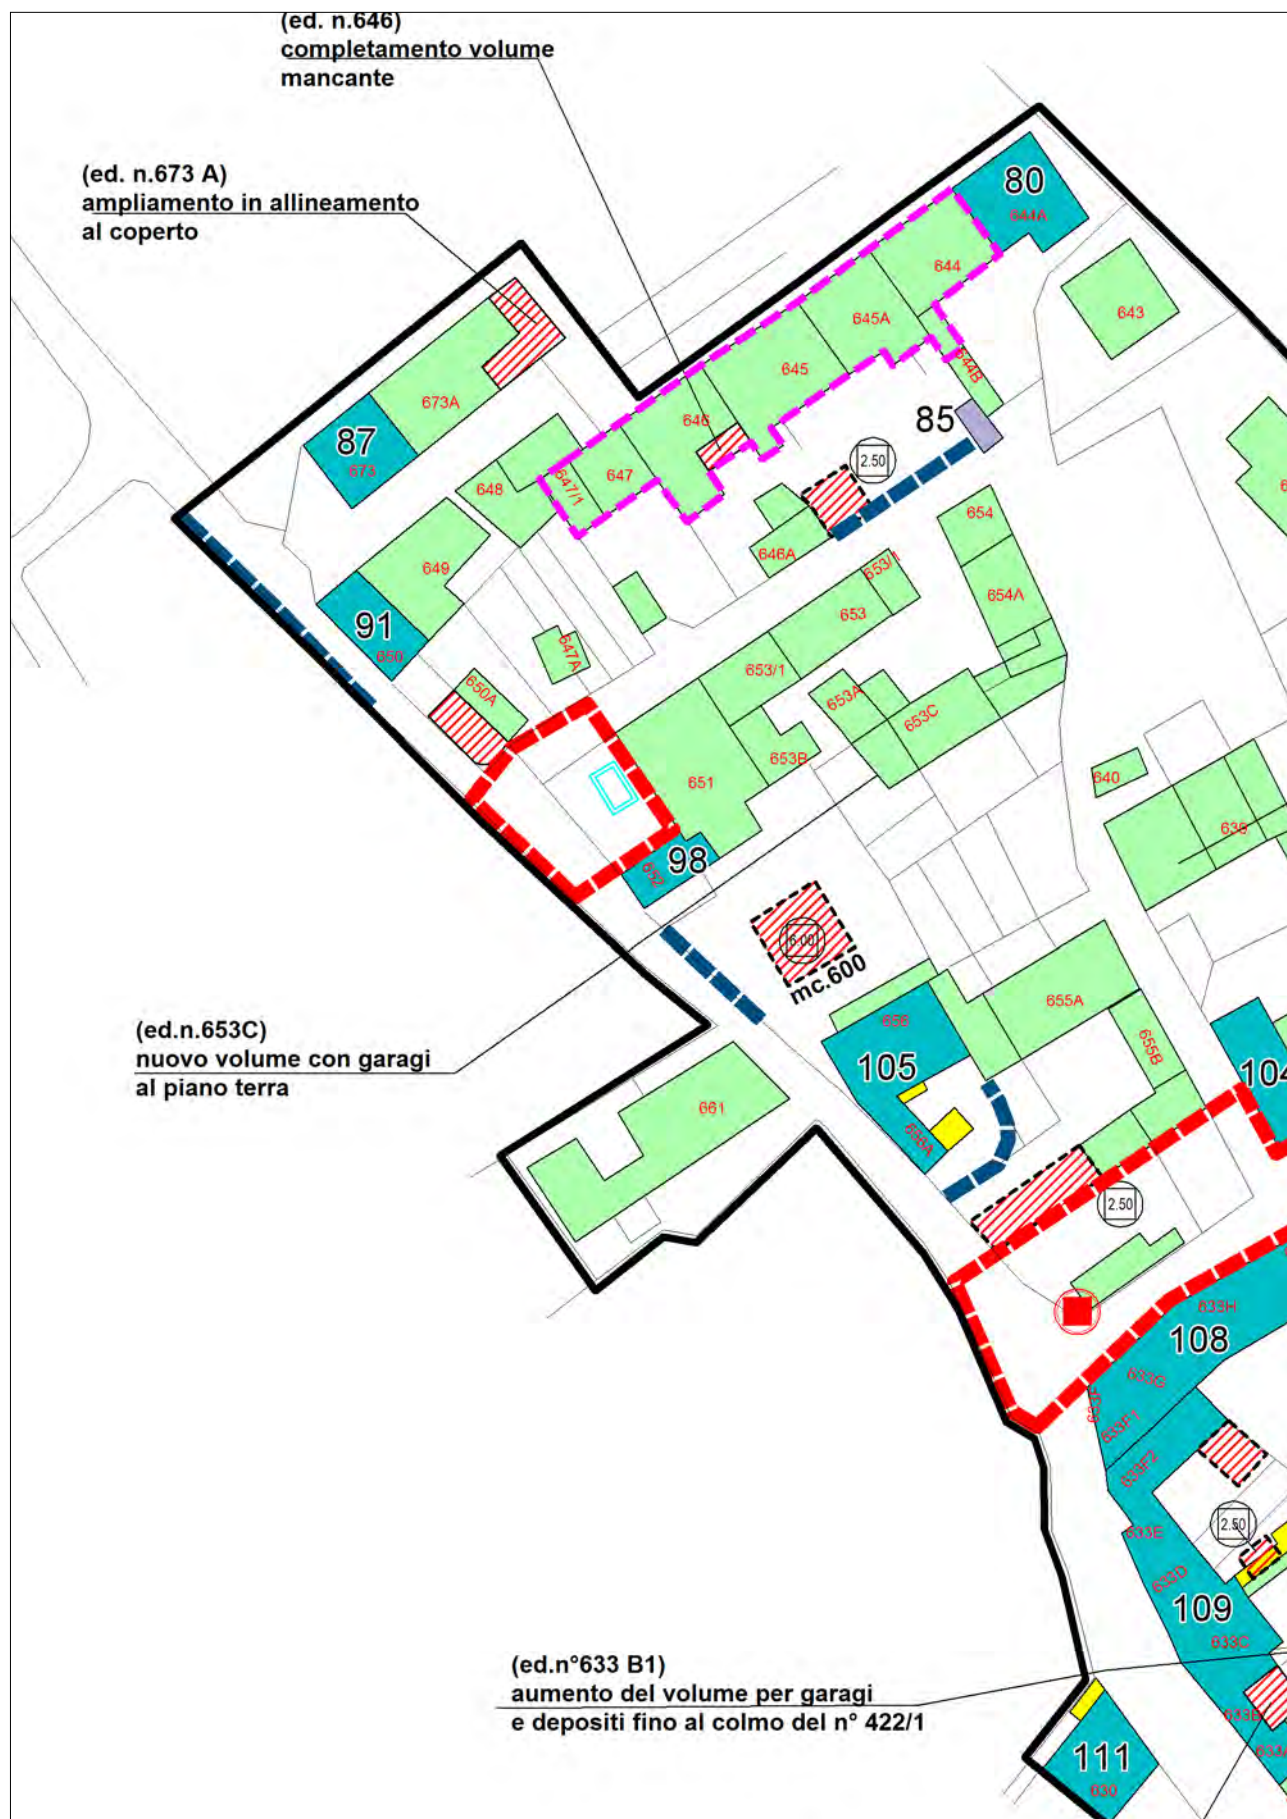 (ed. n.646)
completamento volume
mancante
(ed. n.673 A)
ampliamento in allineamento
al coperto
80
644A
644
643
645A
644B
645
85
646
673A
87
673
2.50
647
647/1
648
654
646A
649
653/1
654A
653
91
650
647A
653/1
650A
653A
653C
653B
651
640
639
98
652
6.00
mc.600
655A
656
(ed.n.653C)
nuovo volume con garagi
al piano terra
655B
105
104
661
656A
2.50
633H
108
633G
633F
633F1
633F2
2.50
633E
633D
109
633C
(ed.n°633 B1)
aumento del volume per garagi
e depositi fino al colmo del n° 422/1
633B
633A
111
630